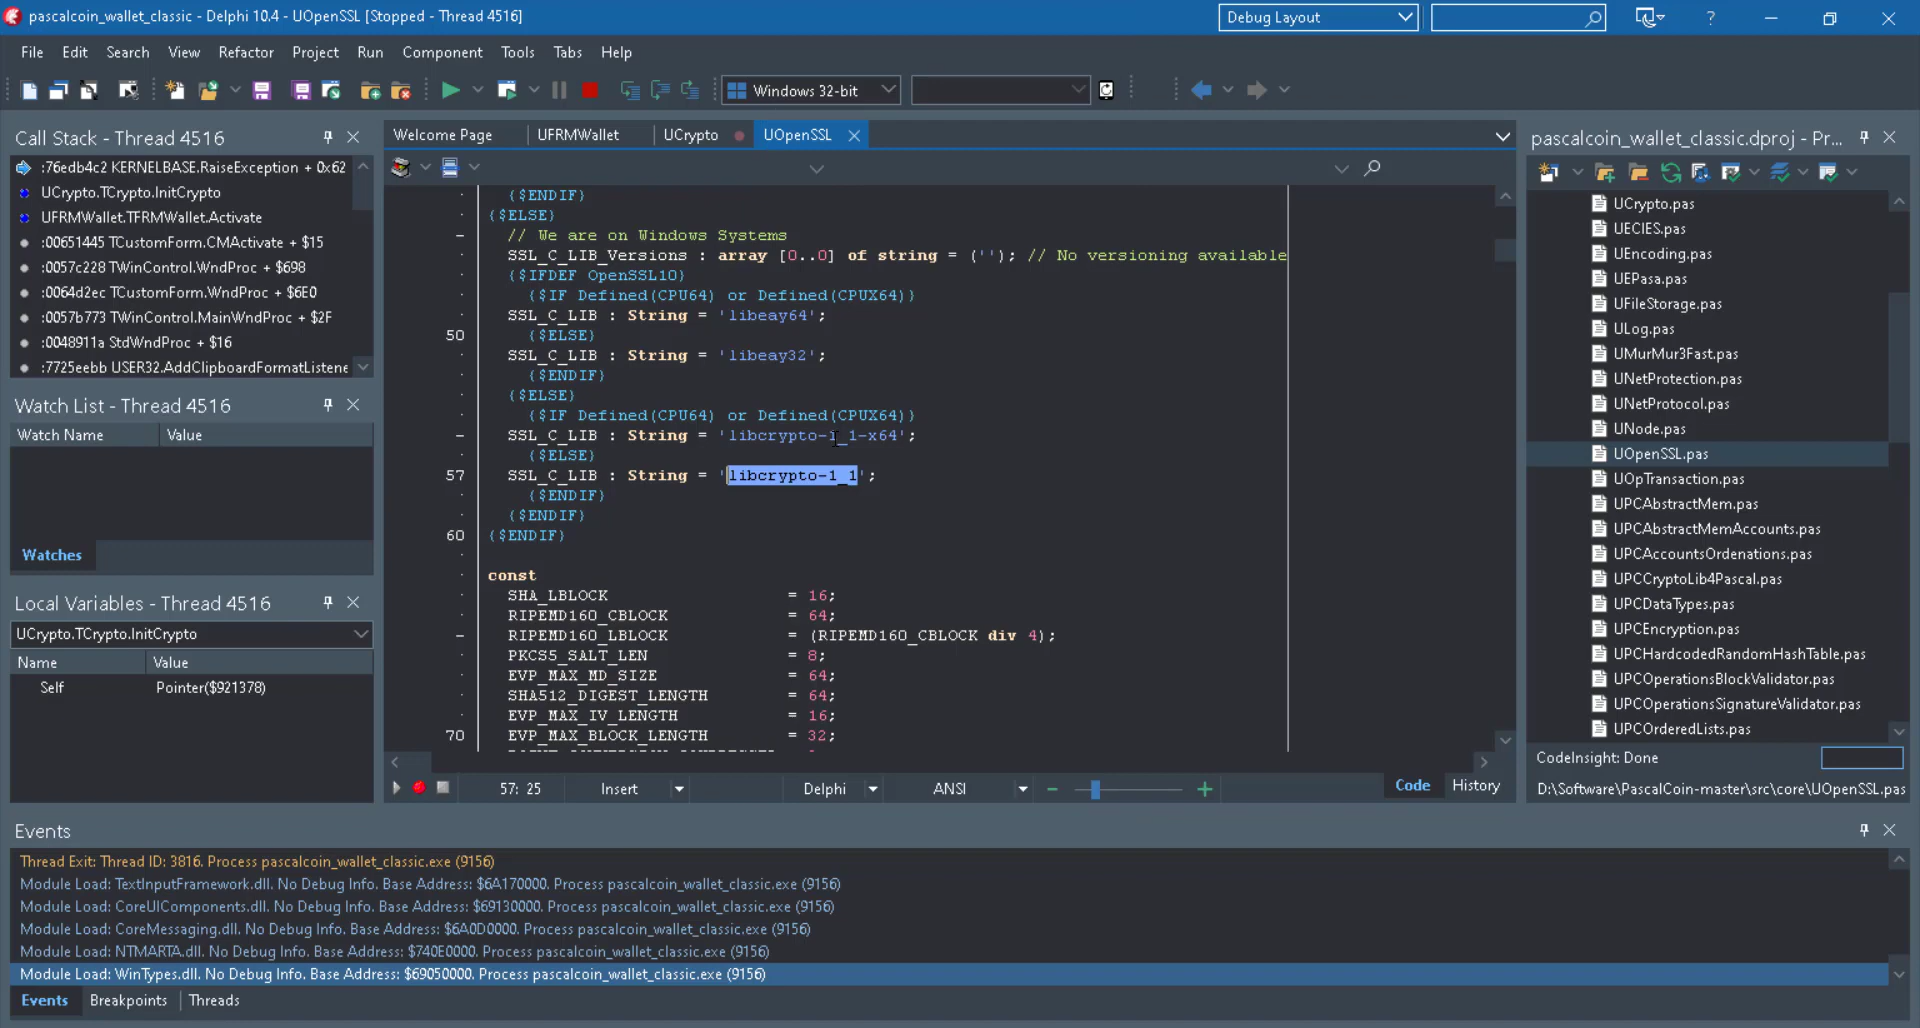 pascalcoin_wallet_classic - Delphi 10.4 - UOpenSSL [Stopped - Thread 4516]
Debug Layout
File Edit Search View Refactor Project Run Component Tools Tabs Help
Windows 32-bit
Call Stack - Thread 4516
:76edb4c2 KERNELBASE.RaiseException + 0x62
UCrypto.TCrypto.InitCrypto
UFRMWallet.TFRMWallet.Activate
:00651445 TCustomForm.CMActivate + $15
:0057c228 TWinControl.WndProc + $698
:0064d2ec TCustomForm.WndProc + $6E0
:0057b773 TWinControl.MainWndProc + $2F
:0048911a StdWndProc + $16
:7725eebb USER32.AddClipboardFormatListene
Watch List - Thread 4516
Watch Name Value
Watches
Local Variables - Thread 4516
UCrypto.TCrypto.InitCrypto
Name Value
Self Pointer($921378)
Welcome Page UFRMWallet UCrypto UOpenSSL
{$ENDIF}
{$ELSE}
// We are on Windows Systems
SSL_C_LIB_Versions : array [0..0] of string = (''); // No versioning available
{$IFDEF OpenSSL10}
{$IF Defined(CPU64) or Defined(CPUX64)}
SSL_C_LIB : String = 'libeay64';
50 {$ELSE}
SSL_C_LIB : String = 'libeay32';
{$ENDIF}
{$ELSE}
{$IF Defined(CPU64) or Defined(CPUX64)}
SSL_C_LIB : String = 'libcrypto-1_1-x64';
{$ELSE}
57 SSL_C_LIB : String = 'libcrypto-1_1';
{$ENDIF}
{$ENDIF}
60 {$ENDIF}
const
SHA_LBLOCK = 16;
RIPEMD160_CBLOCK = 64;
RIPEMD160_LBLOCK = (RIPEMD160_CBLOCK div 4);
PKCS5_SALT_LEN = 8;
EVP_MAX_MD_SIZE = 64;
SHA512_DIGEST_LENGTH = 64;
EVP_MAX_IV_LENGTH = 16;
70 EVP_MAX_BLOCK_LENGTH = 32;
57: 25 Insert Delphi ANSI Code History
pascalcoin_wallet_classic.dproj - Pr...
UCrypto.pas
UECIES.pas
UEncoding.pas
UEPasa.pas
UFileStorage.pas
ULog.pas
UMurMur3Fast.pas
UNetProtection.pas
UNetProtocol.pas
UNode.pas
UOpenSSL.pas
UOpTransaction.pas
UPCAbstractMem.pas
UPCAbstractMemAccounts.pas
UPCAccountsOrdenations.pas
UPCCryptoLib4Pascal.pas
UPCDataTypes.pas
UPCEncryption.pas
UPCHardcodedRandomHashTable.pas
UPCOperationsBlockValidator.pas
UPCOperationsSignatureValidator.pas
UPCOrderedLists.pas
CodeInsight: Done
D:\Software\PascalCoin-master\src\core\UOpenSSL.pas
Events
Thread Exit: Thread ID: 3816. Process pascalcoin_wallet_classic.exe (9156)
Module Load: TextInputFramework.dll. No Debug Info. Base Address: $6A170000. Process pascalcoin_wallet_classic.exe (9156)
Module Load: CoreUIComponents.dll. No Debug Info. Base Address: $69130000. Process pascalcoin_wallet_classic.exe (9156)
Module Load: CoreMessaging.dll. No Debug Info. Base Address: $6A0D0000. Process pascalcoin_wallet_classic.exe (9156)
Module Load: NTMARTA.dll. No Debug Info. Base Address: $740E0000. Process pascalcoin_wallet_classic.exe (9156)
Module Load: WinTypes.dll. No Debug Info. Base Address: $69050000. Process pascalcoin_wallet_classic.exe (9156)
Events Breakpoints Threads